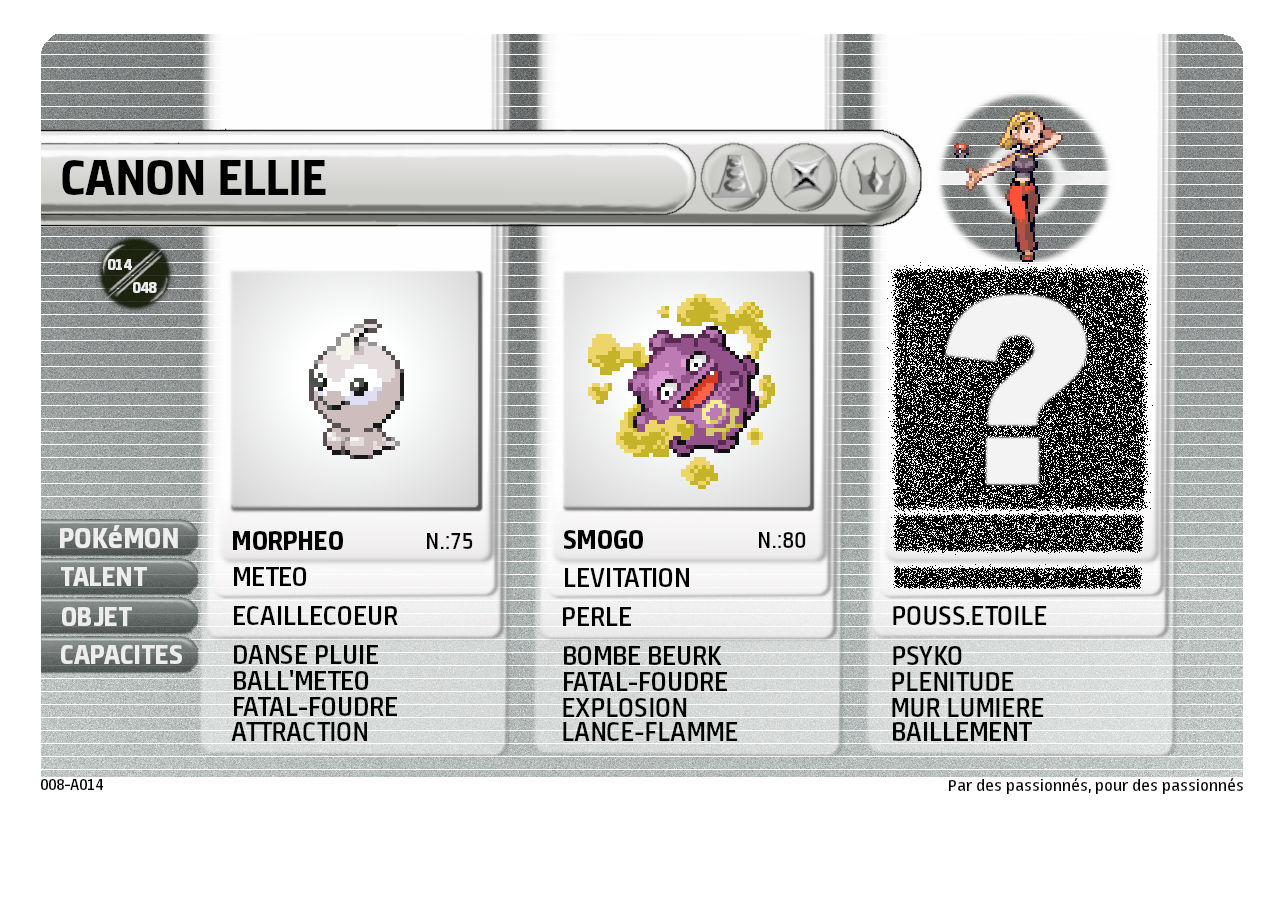 CANON ELLIE
014
048
POKéMON
MORPHEO N.:75
SMOGO N.:80
?
TALENT
METEO
LEVITATION
OBJET
ECAILLECOEUR
PERLE
POUSS.ETOILE
CAPACITES
DANSE PLUIE
BALL'METEO
FATAL-FOUDRE
ATTRACTION
BOMBE BEURK
FATAL-FOUDRE
EXPLOSION
LANCE-FLAMME
PSYKO
PLENITUDE
MUR LUMIERE
BAILLEMENT
008-A014
Par des passionnés, pour des passionnés